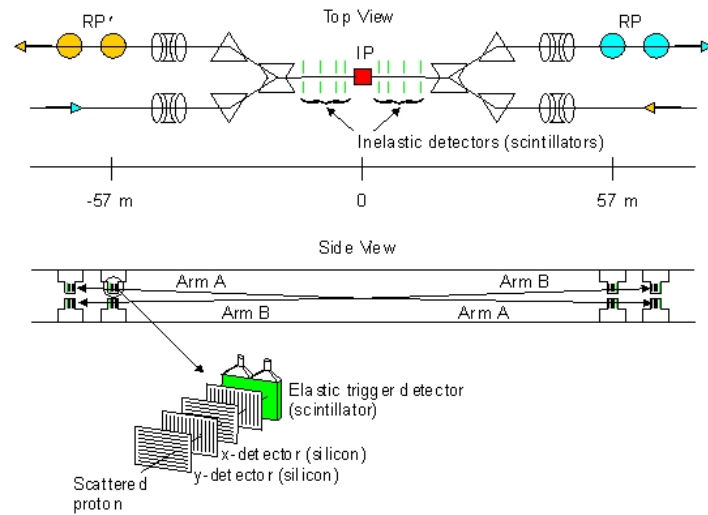 Top View
RP′
IP
RP
Inelastic detectors (scintillators)
-57 m
0
57 m
Side View
Arm A
Arm B
Arm B
Arm A
Elastic trigger detector
(scintillator)
x-detector (silicon)
y-detector (silicon)
Scattered
proton